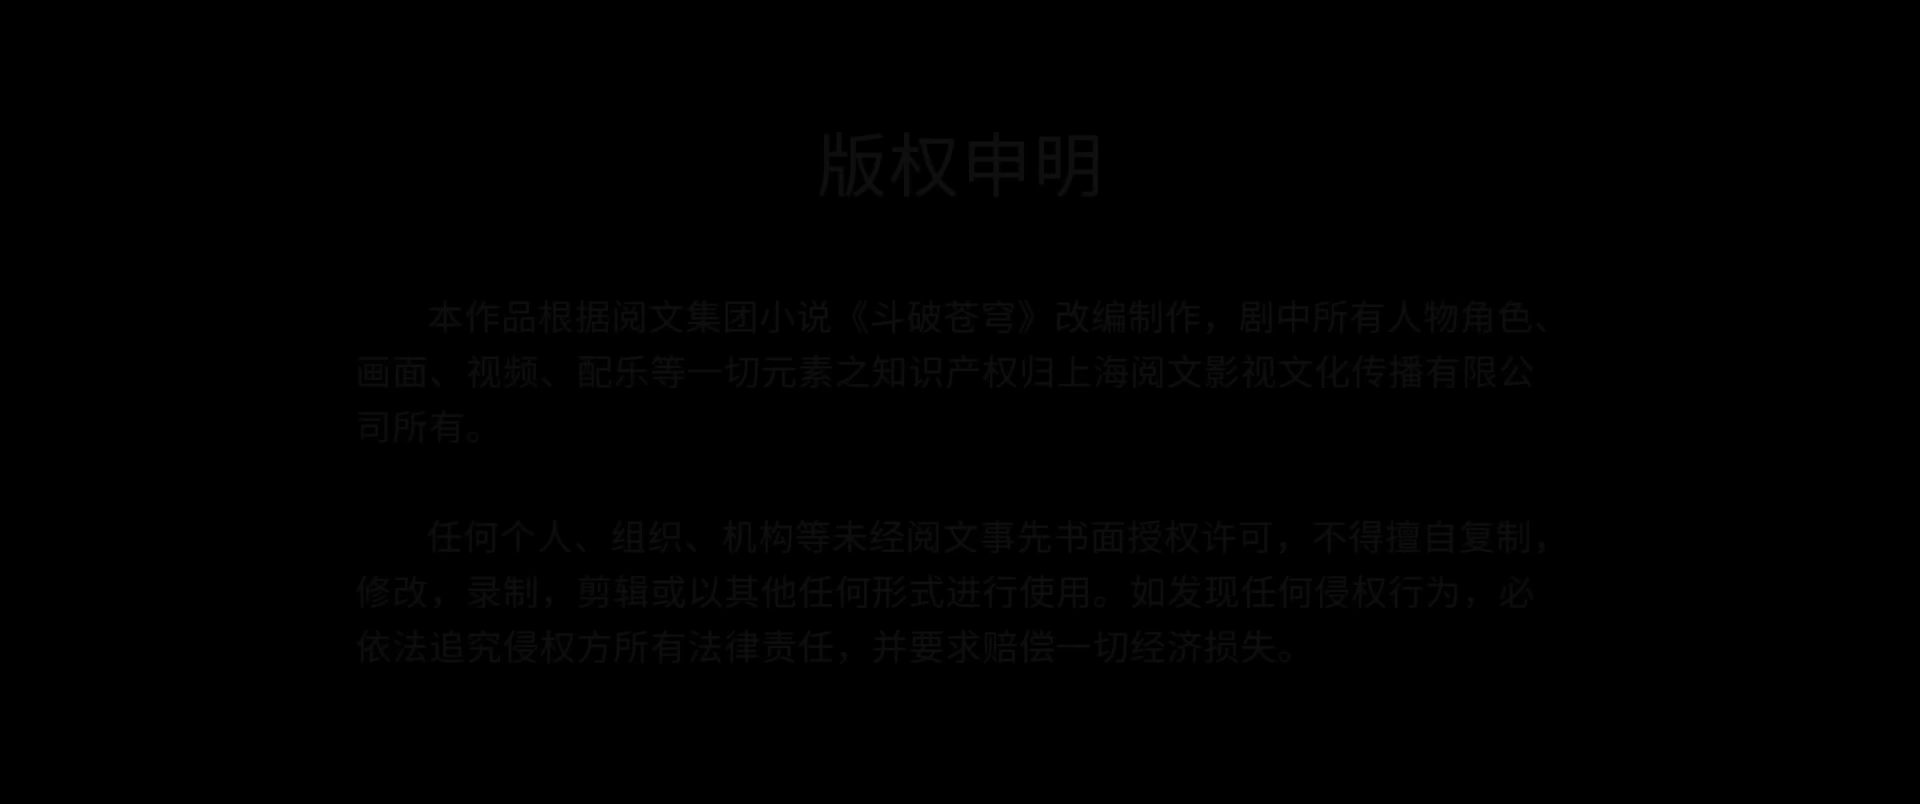 版权申明
本作品根据阅文集团小说《斗破苍穹》改编制作，剧中所有人物角色、
画面、视频、配乐等一切元素之知识产权归上海阅文影视文化传播有限公
司所有。
任何个人、组织、机构等未经阅文事先书面授权许可，不得擅自复制，
修改，录制，剪辑或以其他任何形式进行使用。如发现任何侵权行为，必
依法追究侵权方所有法律责任，并要求赔偿一切经济损失。